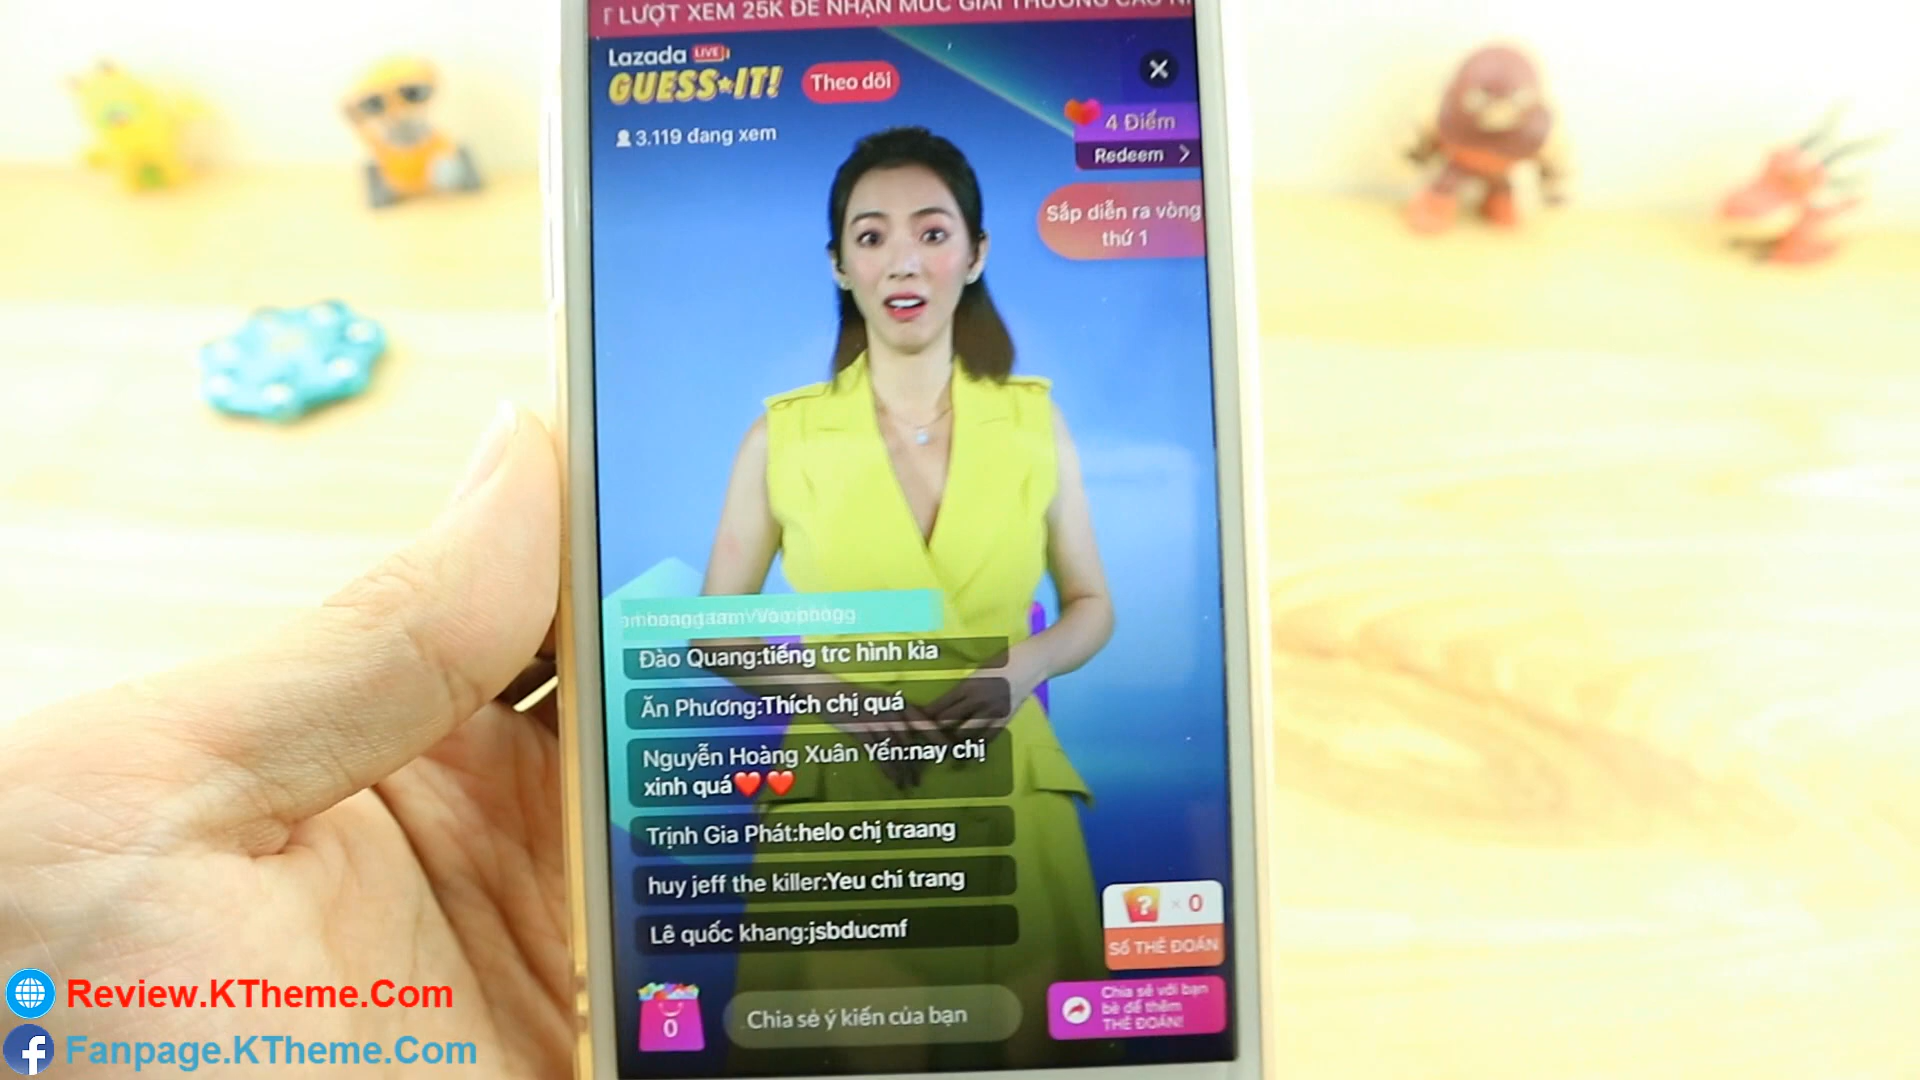 LƯỢT XEM 25K ĐỂ NHẬN MỨC GIẢI THƯỞNG CAO
Lazada LIVE
GUESS IT!
Theo dõi
3.119 đang xem
4 Điểm
Redeem >
Sắp diễn ra vòng
thứ 1
Đào Quang:tiếng trc hình kìa
Ăn Phương:Thích chị quá
Nguyễn Hoàng Xuân Yến:nay chị
xinh quá❤️❤️
Trịnh Gia Phát:helo chị traang
huy jeff the killer:Yeu chi trang
Lê quốc khang:jsbducmf
? × 0
SỐ THẺ ĐOÁN
0
Chia sẻ ý kiến của bạn
Chia sẻ với bạn
bè để thêm
THẺ ĐOÁN!
Review.KTheme.Com
Fanpage.KTheme.Com